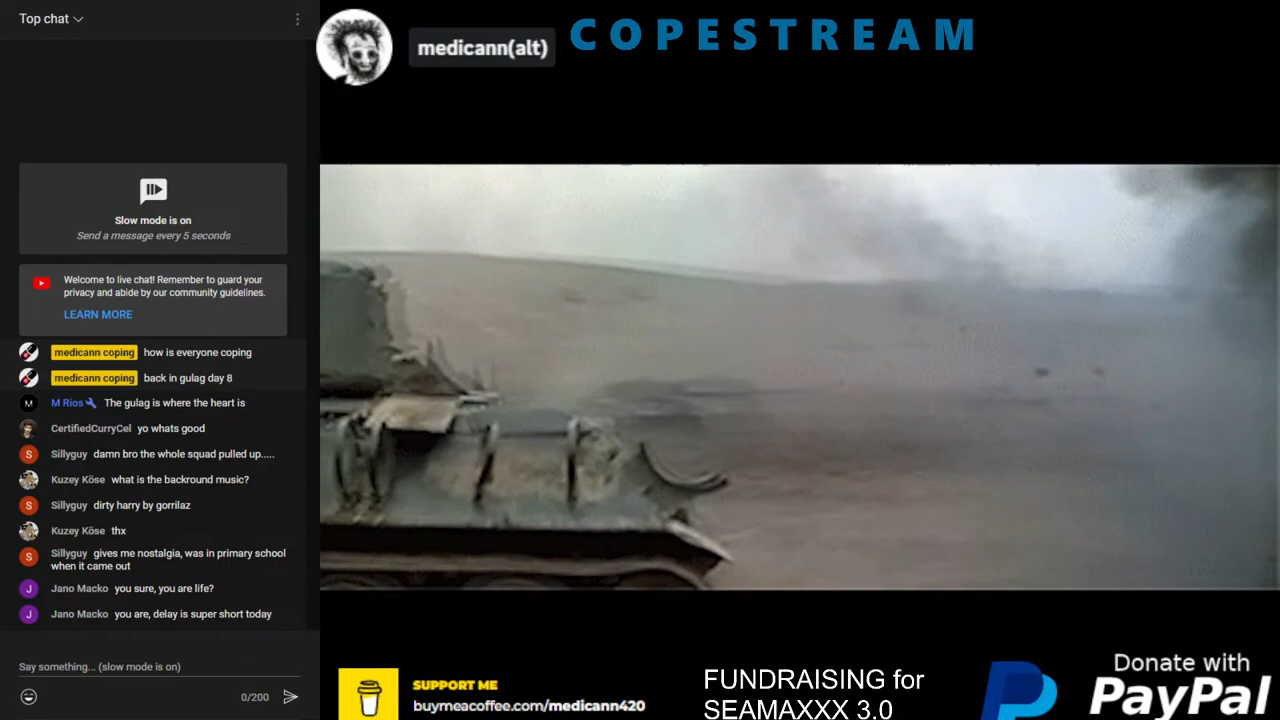 Top chat
medicann(alt)
COPESTREAM
Slow mode is on
Send a message every 5 seconds
Welcome to live chat! Remember to guard your
privacy and abide by our community guidelines.
LEARN MORE
medicann coping how is everyone coping
medicann coping back in gulag day 8
M M Rios The gulag is where the heart is
CertifiedCurryCel yo whats good
S Sillyguy damn bro the whole squad pulled up.....
Kuzey Köse what is the backround music?
S Sillyguy dirty harry by gorrilaz
Kuzey Köse thx
S Sillyguy gives me nostalgia, was in primary school
when it came out
J Jano Macko you sure, you are life?
J Jano Macko you are, delay is super short today
Say something... (slow mode is on)
0/200
SUPPORT ME
buymeacoffee.com/medicann420
FUNDRAISING for
SEAMAXXX 3.0
Donate with
PayPal